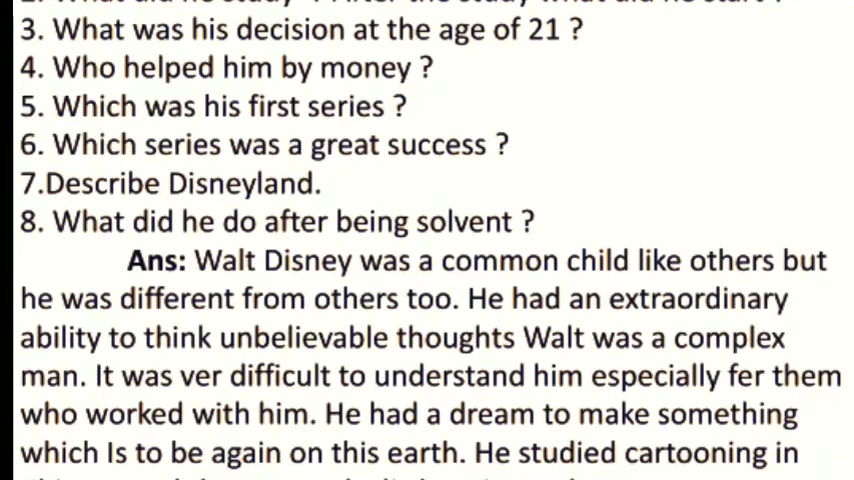 3. What was his decision at the age of 21 ?
4. Who helped him by money ?
5. Which was his first series ?
6. Which series was a great success ?
7.Describe Disneyland.
8. What did he do after being solvent ?
Ans: Walt Disney was a common child like others but
he was different from others too. He had an extraordinary
ability to think unbelievable thoughts Walt was a complex
man. It was ver difficult to understand him especially fer them
who worked with him. He had a dream to make something
which Is to be again on this earth. He studied cartooning in